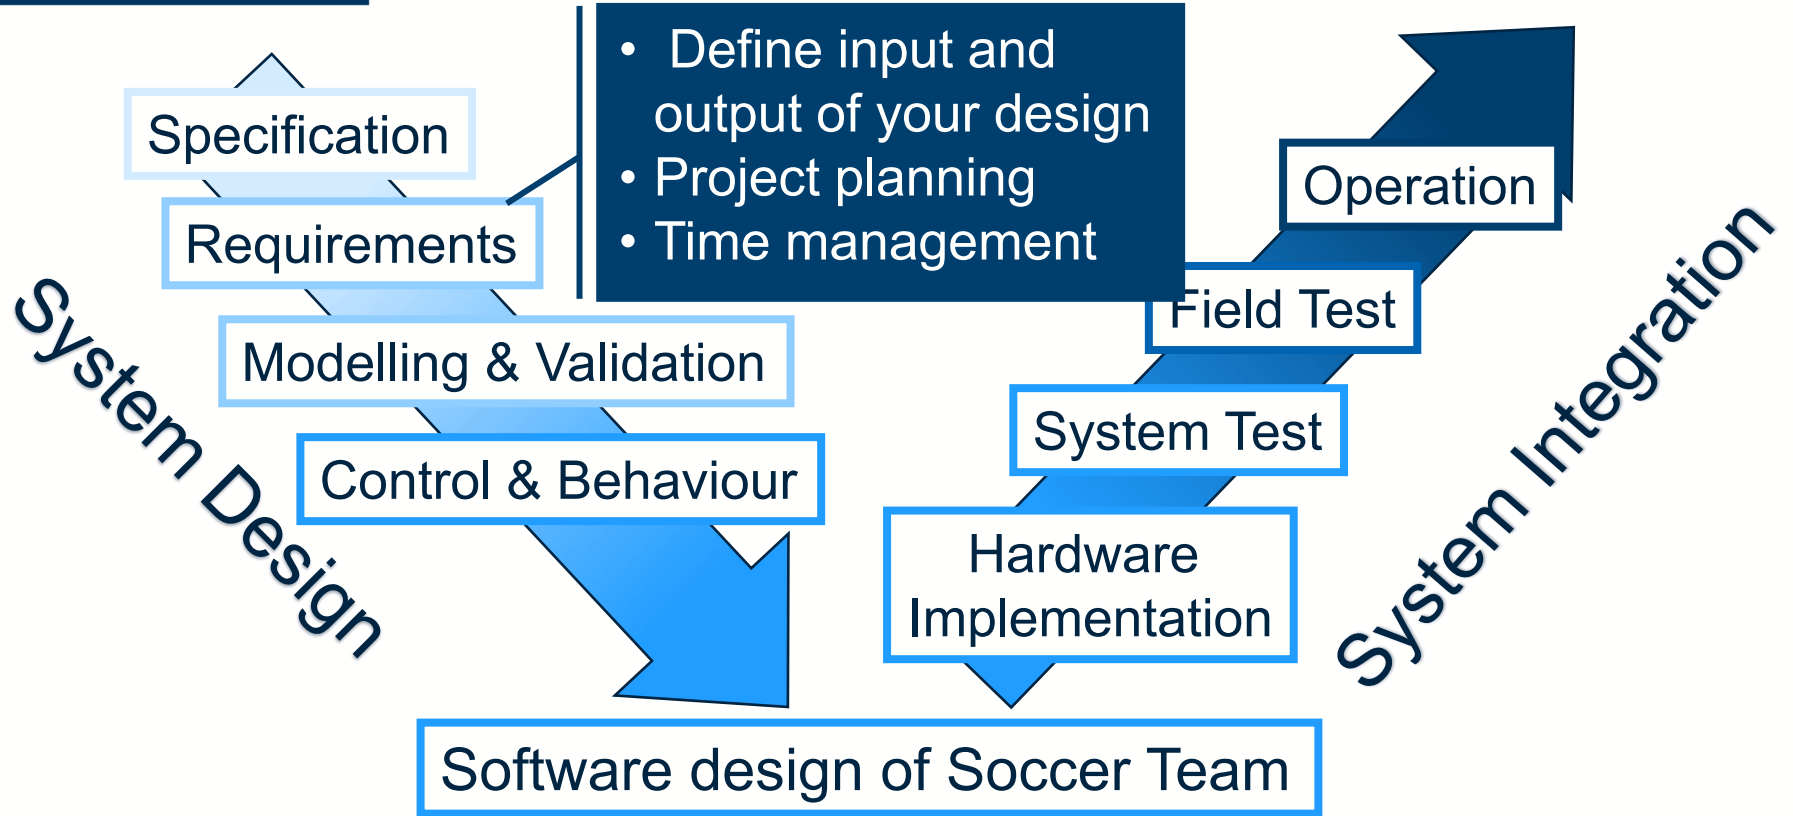 Specification
Requirements
Modelling & Validation
Control & Behaviour
System Design
• Define input and
output of your design
• Project planning
• Time management
Operation
Field Test
System Test
Hardware
Implementation
System Integration
Software design of Soccer Team